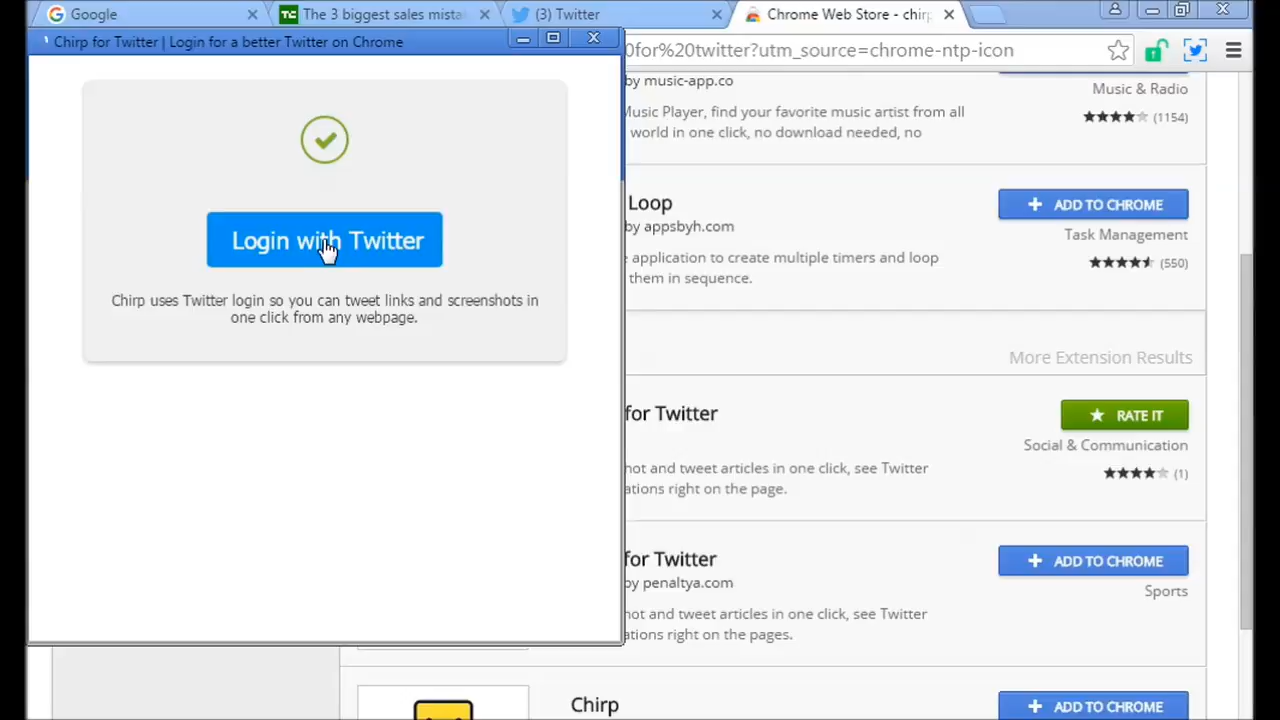 Google
The 3 biggest sales mista
(3) Twitter
Chrome Web Store - chirp
Chirp for Twitter | Login for a better Twitter on Chrome
0for%20twitter?utm_source=chrome-ntp-icon
Login with Twitter
Chirp uses Twitter login so you can tweet links and screenshots in
one click from any webpage.
by music-app.co
Music Player, find your favorite music artist from all
world in one click, no download needed, no
Music & Radio
(1154)
Loop
by appsbyh.com
application to create multiple timers and loop
them in sequence.
+ ADD TO CHROME
Task Management
(550)
More Extension Results
for Twitter
hot and tweet articles in one click, see Twitter
ations right on the page.
★ RATE IT
Social & Communication
(1)
for Twitter
by penaltya.com
hot and tweet articles in one click, see Twitter
ations right on the pages.
+ ADD TO CHROME
Sports
Chirp
+ ADD TO CHROME